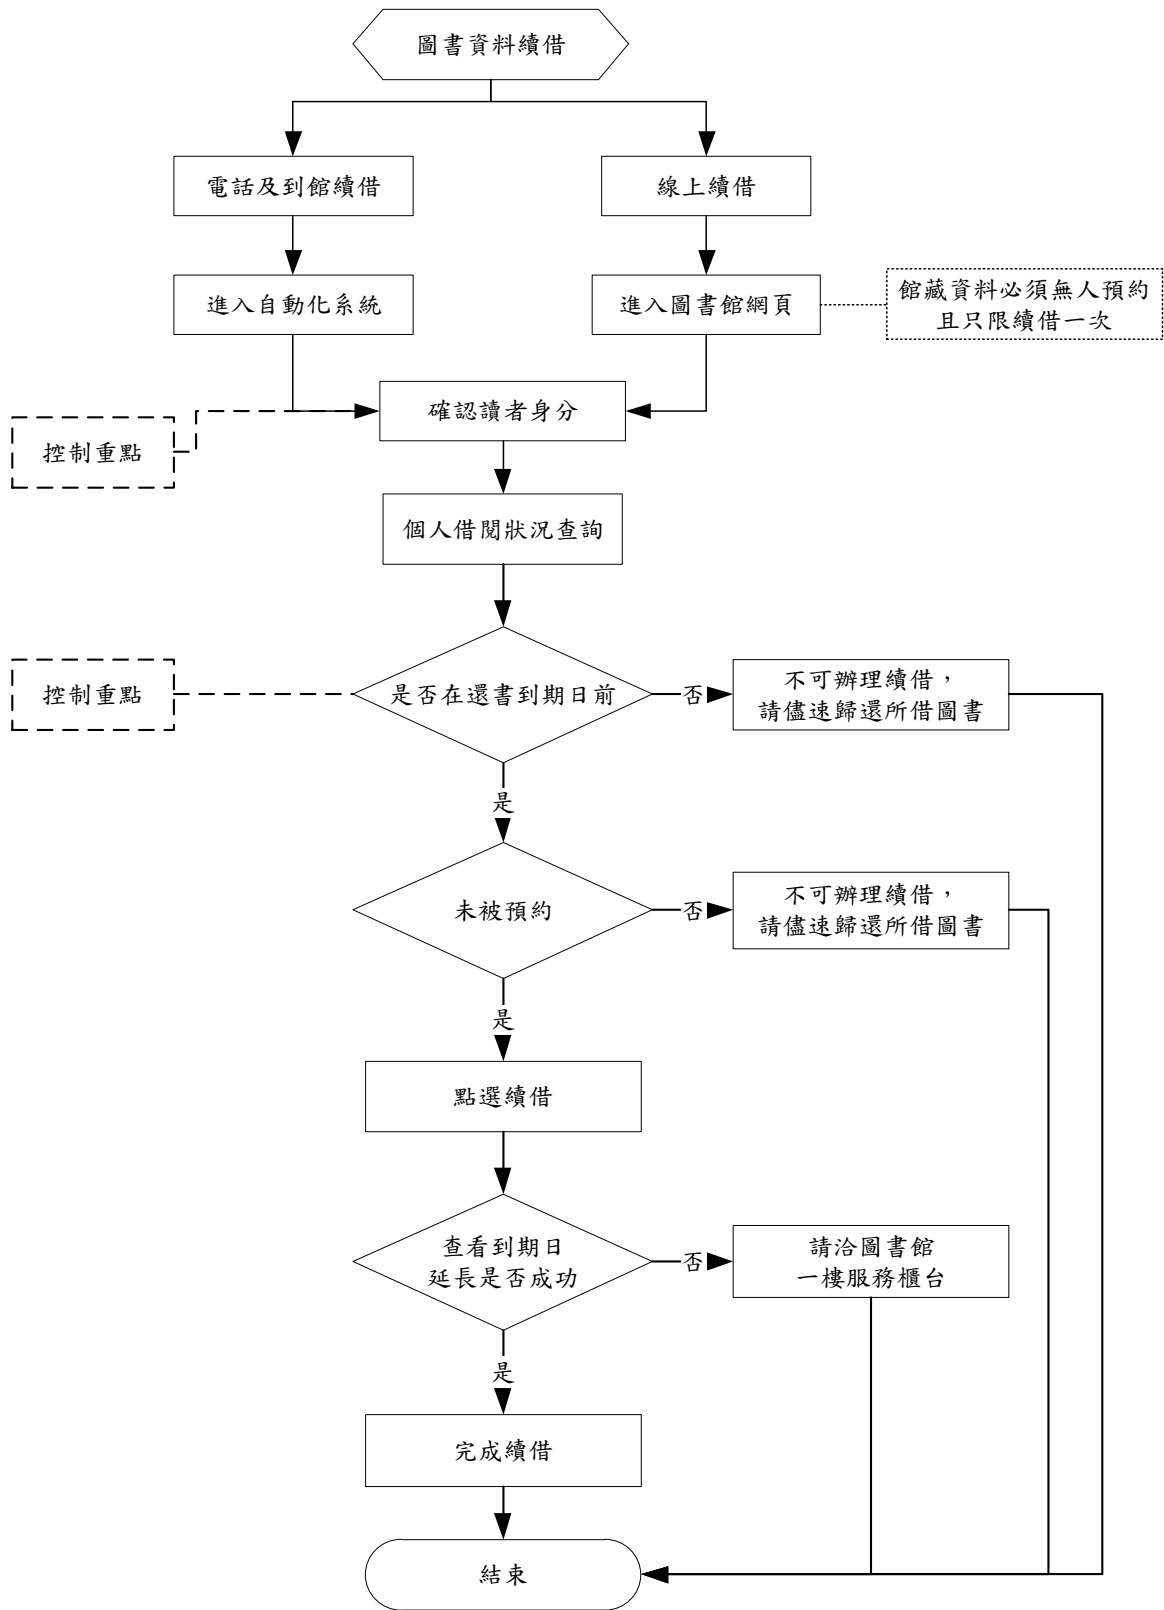 圖書資料續借
電話及到館續借
線上續借
進入自動化系統
進入圖書館網頁
館藏資料必須無人預約
且只限續借一次
確認讀者身分
控制重點
個人借閱狀況查詢
控制重點
是否在還書到期日前
否
不可辦理續借，
請儘速歸還所借圖書
是
未被預約
否
不可辦理續借，
請儘速歸還所借圖書
是
點選續借
查看到期日
延長是否成功
否
請洽圖書館
一樓服務櫃台
是
完成續借
結束